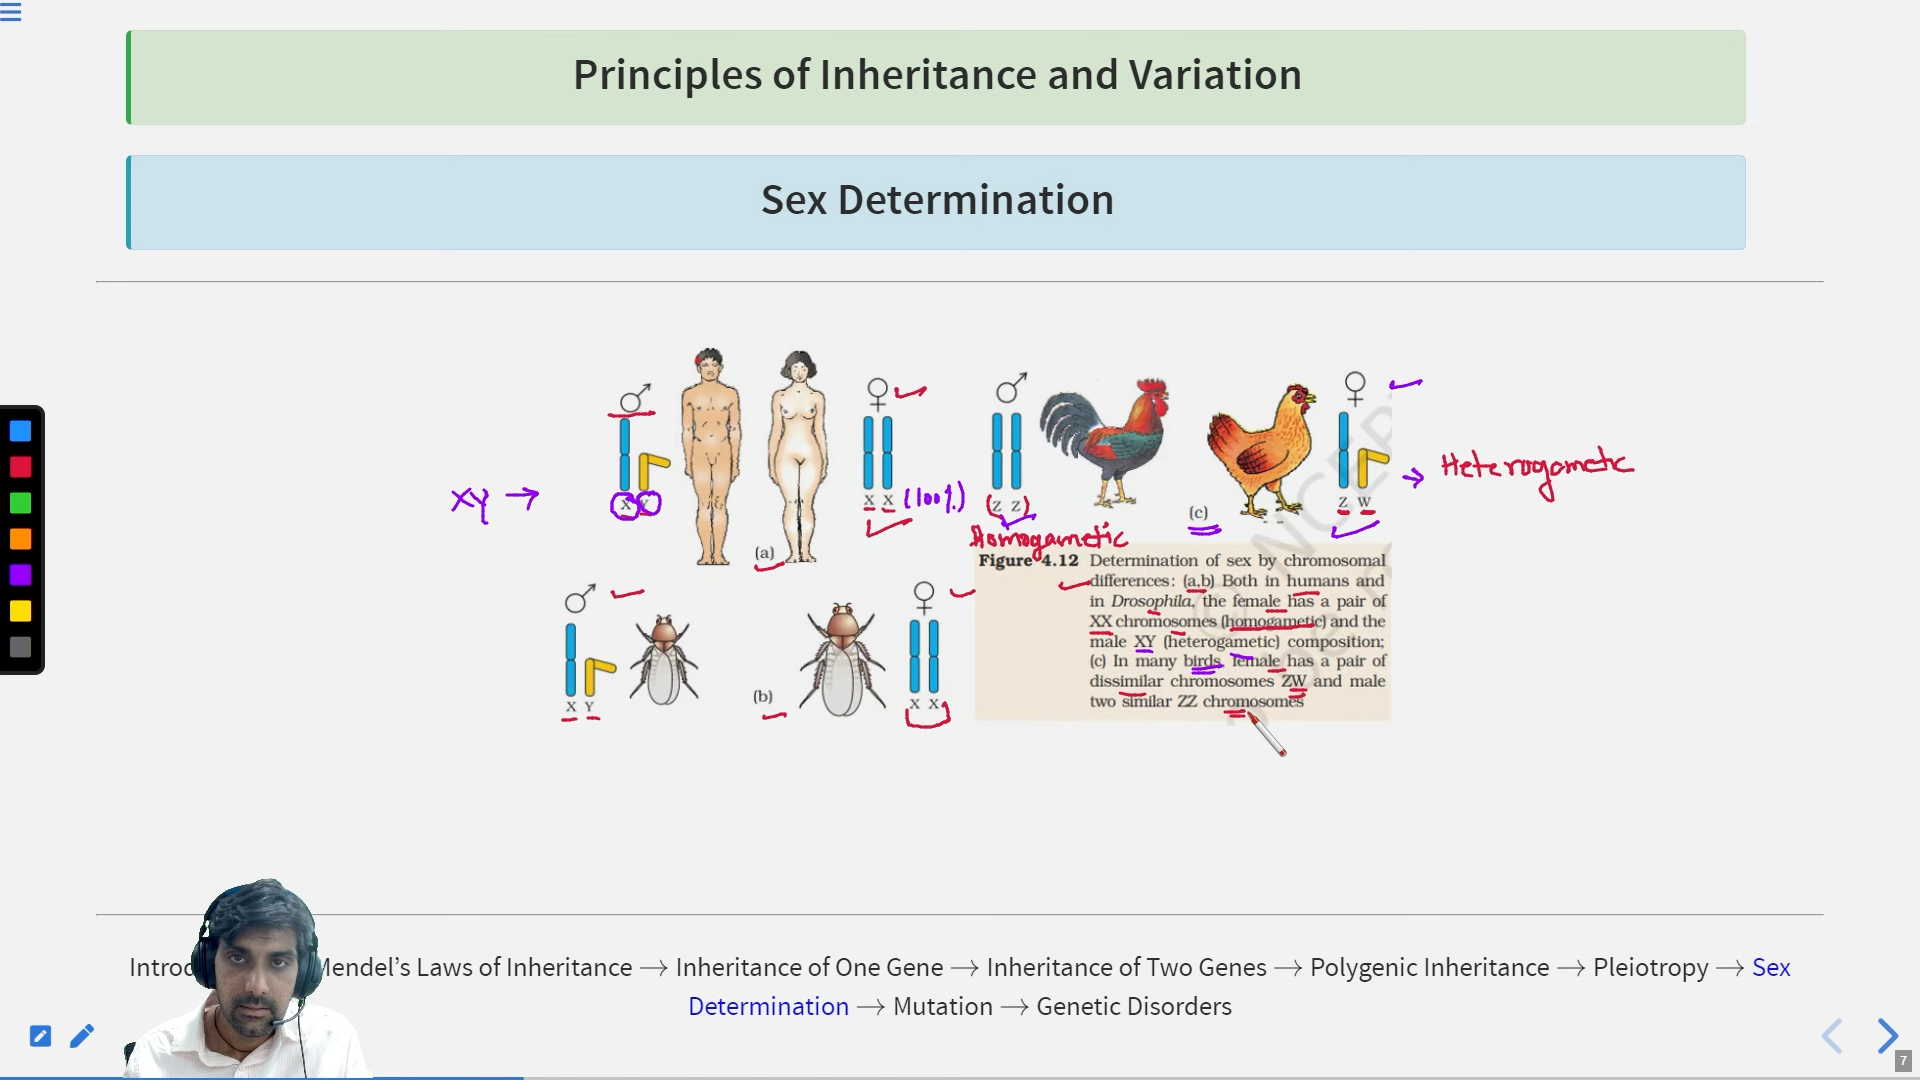 Principles of Inheritance and Variation
Sex Determination
XY →
X Y
X X (100%)
(a)
Z Z
Homogametic
(c)
Z W
→ Heterogametic
X Y
(b)
X X
Figure 4.12 Determination of sex by chromosomal
differences: (a,b) Both in humans and
in Drosophila, the female has a pair of
XX chromosomes (homogametic) and the
male XY (heterogametic) composition;
(c) In many birds, female has a pair of
dissimilar chromosomes ZW and male
two similar ZZ chromosomes
© NCER
Mendel's Laws of Inheritance → Inheritance of One Gene → Inheritance of Two Genes → Polygenic Inheritance → Pleiotropy → Sex
Determination → Mutation → Genetic Disorders
7